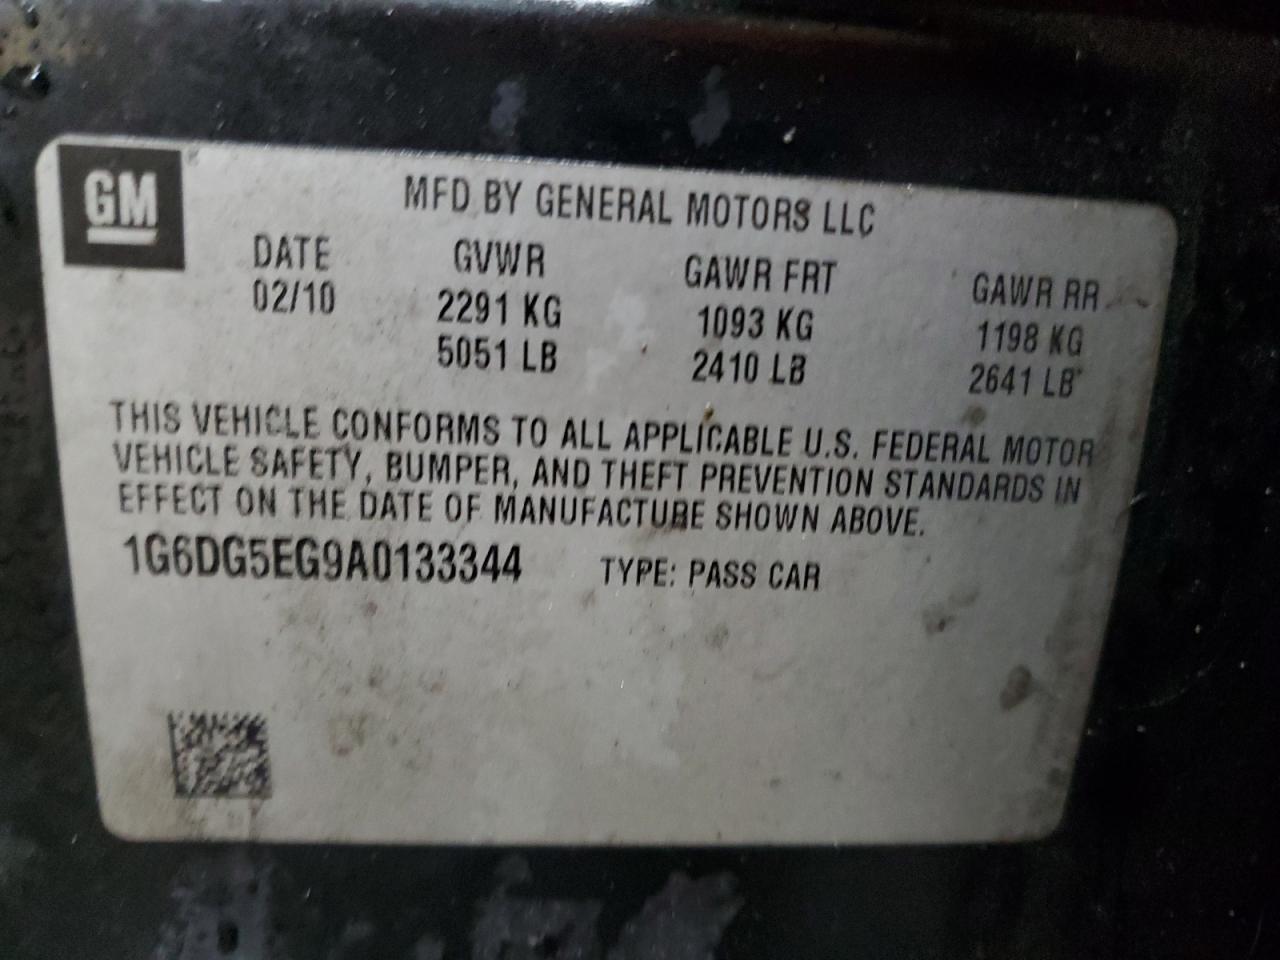 GM
MFD BY GENERAL MOTORS LLC
DATE GVWR GAWR FRT GAWR RR
02/10 2291 KG 1093 KG 1198 KG
5051 LB 2410 LB 2641 LB
THIS VEHICLE CONFORMS TO ALL APPLICABLE U.S. FEDERAL MOTOR
VEHICLE SAFETY, BUMPER, AND THEFT PREVENTION STANDARDS IN
EFFECT ON THE DATE OF MANUFACTURE SHOWN ABOVE.
1G6DG5EG9A0133344 TYPE: PASS CAR